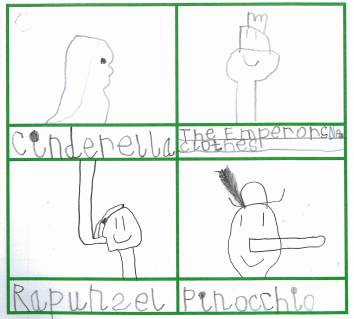 Cinderella
The Emperors New
clothes
Rapunzel
Pinocchio